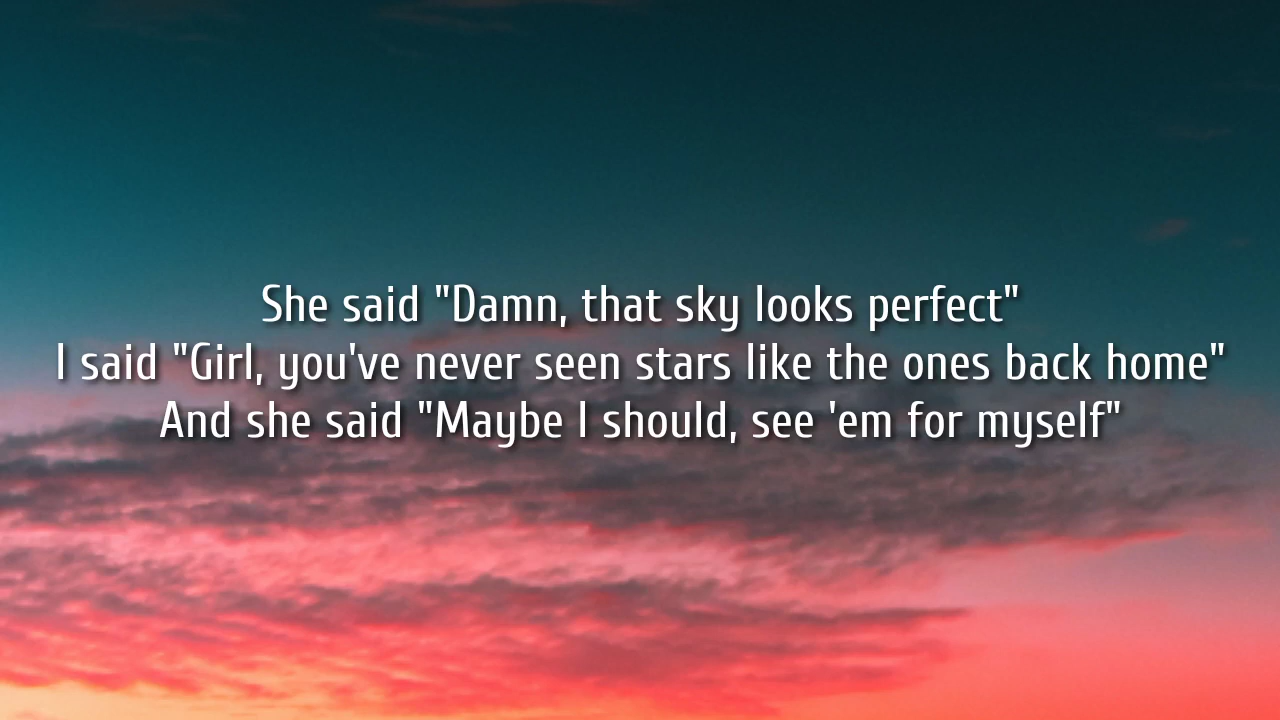 She said "Damn, that sky looks perfect"
I said "Girl, you've never seen stars like the ones back home"
And she said "Maybe I should, see 'em for myself"